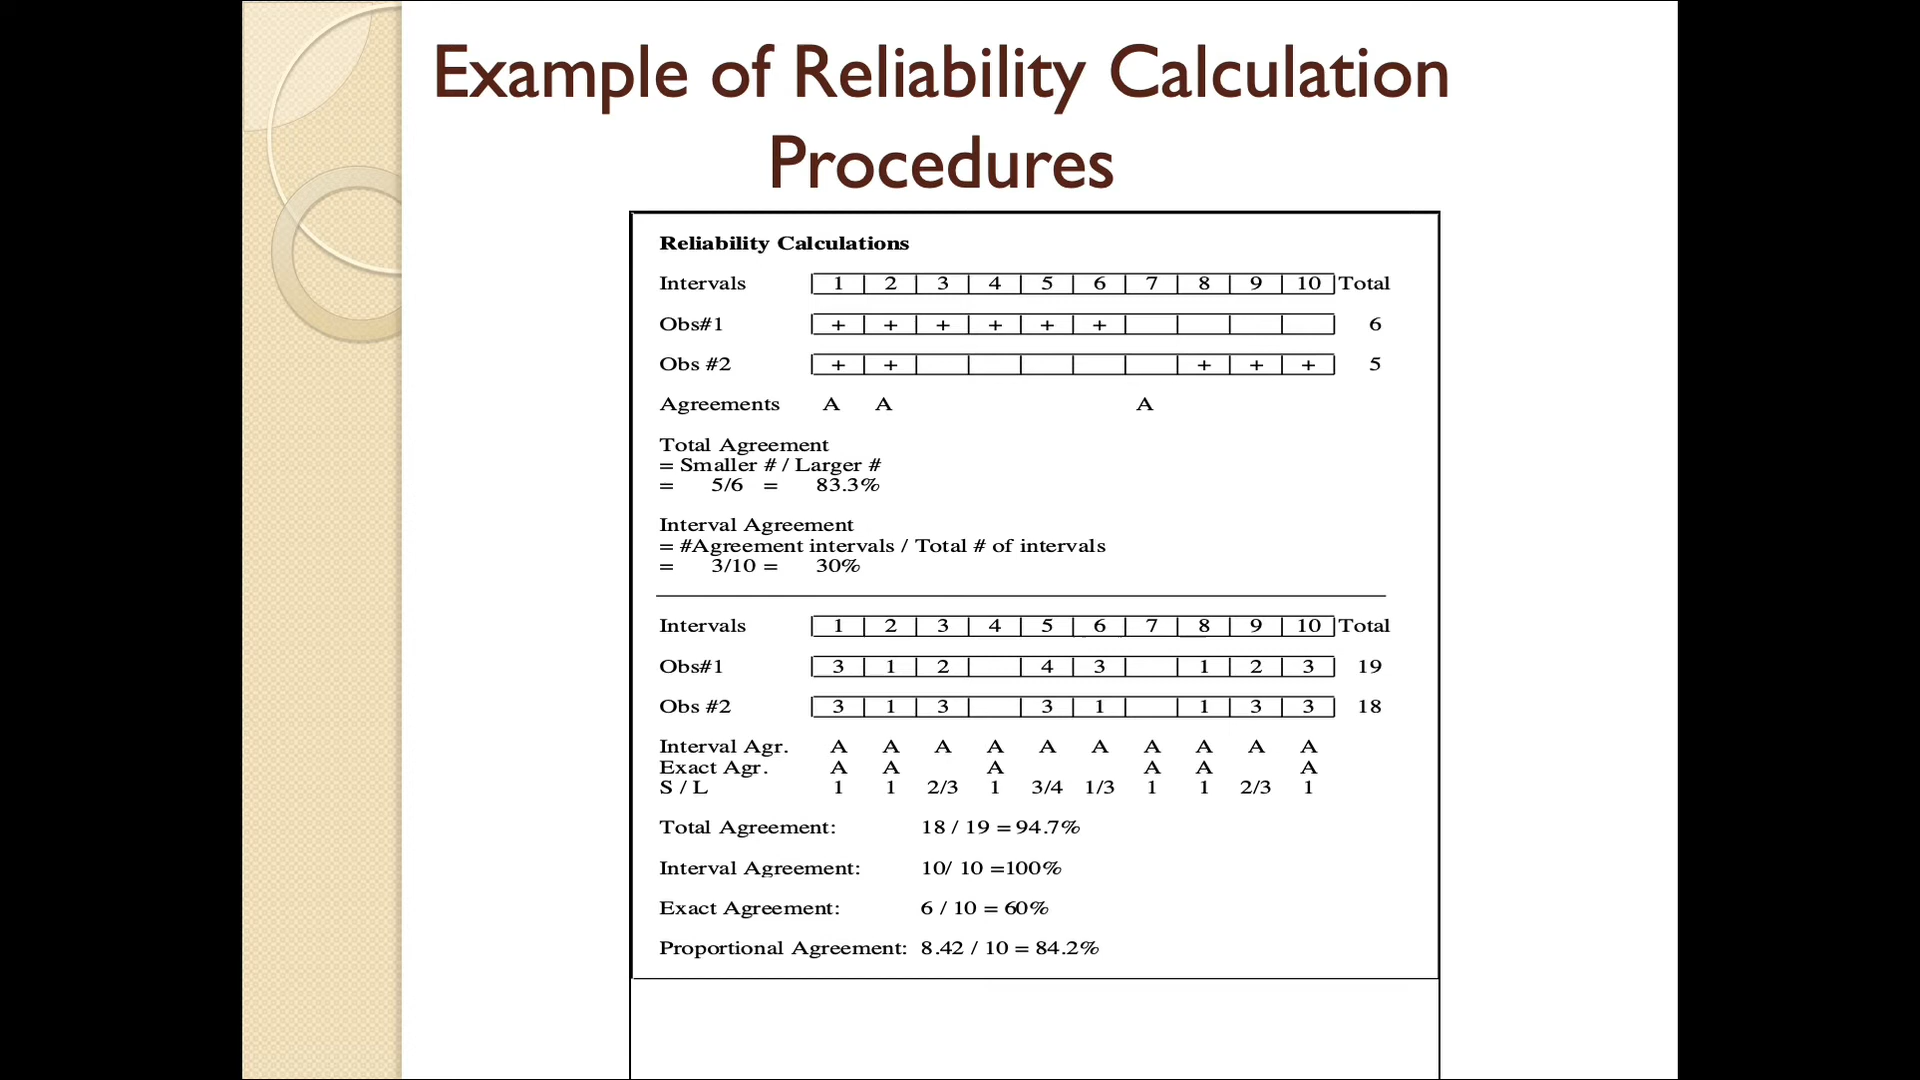 Example of Reliability Calculation
Procedures
Reliability Calculations
Intervals 1 2 3 4 5 6 7 8 9 10 Total
Obs#1 + + + + + + 6
Obs #2 + + + + + 5
Agreements A A A
Total Agreement
= Smaller # / Larger #
= 5/6 = 83.3%
Interval Agreement
= #Agreement intervals / Total # of intervals
= 3/10 = 30%
Intervals 1 2 3 4 5 6 7 8 9 10 Total
Obs#1 3 1 2 4 3 1 2 3 19
Obs #2 3 1 3 3 1 1 3 3 18
Interval Agr. A A A A A A A A A A
Exact Agr. A A A A A A
S / L 1 1 2/3 1 3/4 1/3 1 1 2/3 1
Total Agreement: 18 / 19 = 94.7%
Interval Agreement: 10/ 10 =100%
Exact Agreement: 6 / 10 = 60%
Proportional Agreement: 8.42 / 10 = 84.2%